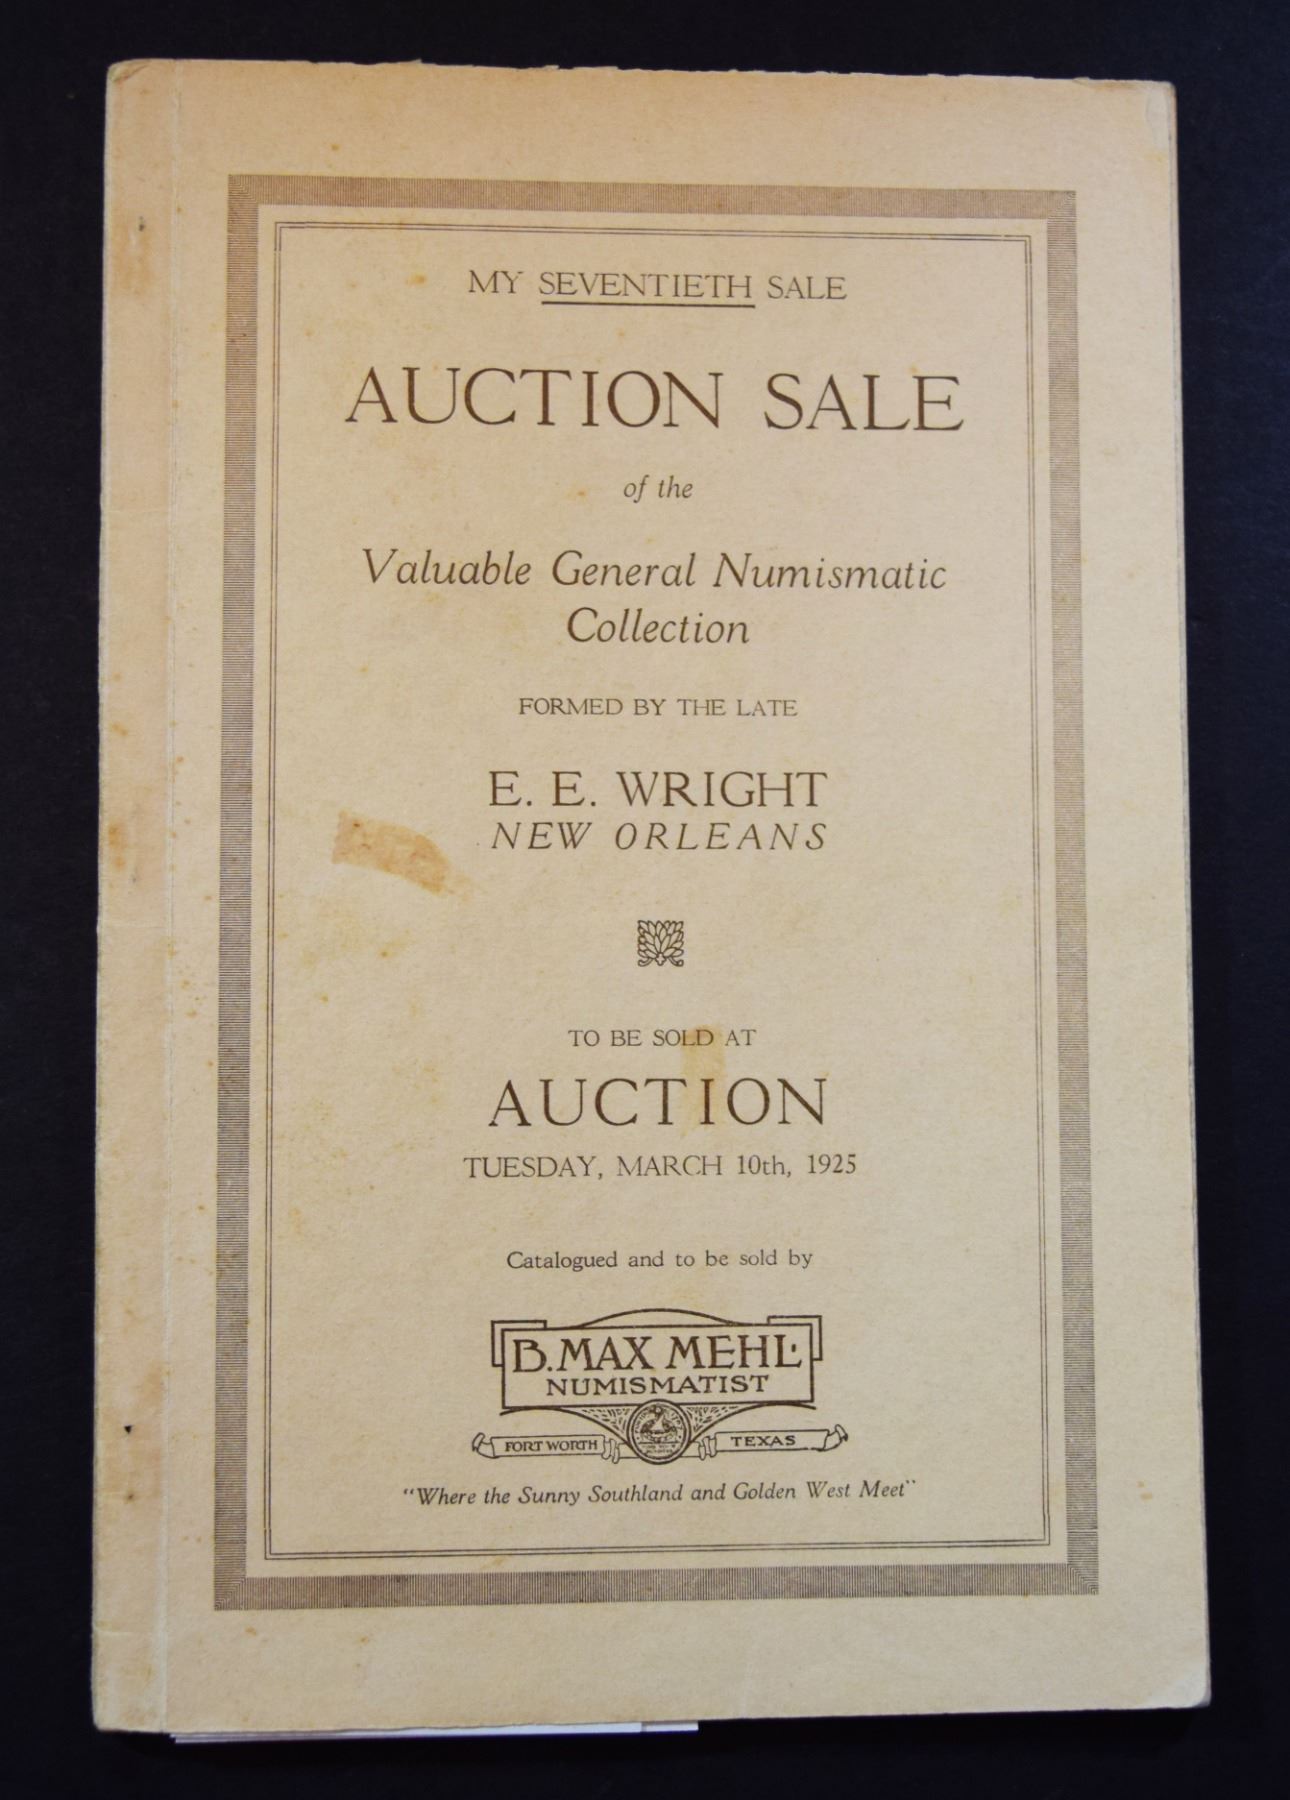 MY SEVENTIETH SALE
AUCTION SALE
of the
Valuable General Numismatic
Collection
FORMED BY THE LATE
E. E. WRIGHT
NEW ORLEANS
TO BE SOLD AT
AUCTION
TUESDAY, MARCH 10th, 1925
Catalogued and to be sold by
B. MAX MEHL
NUMISMATIST
FORT WORTH TEXAS
"Where the Sunny Southland and Golden West Meet"